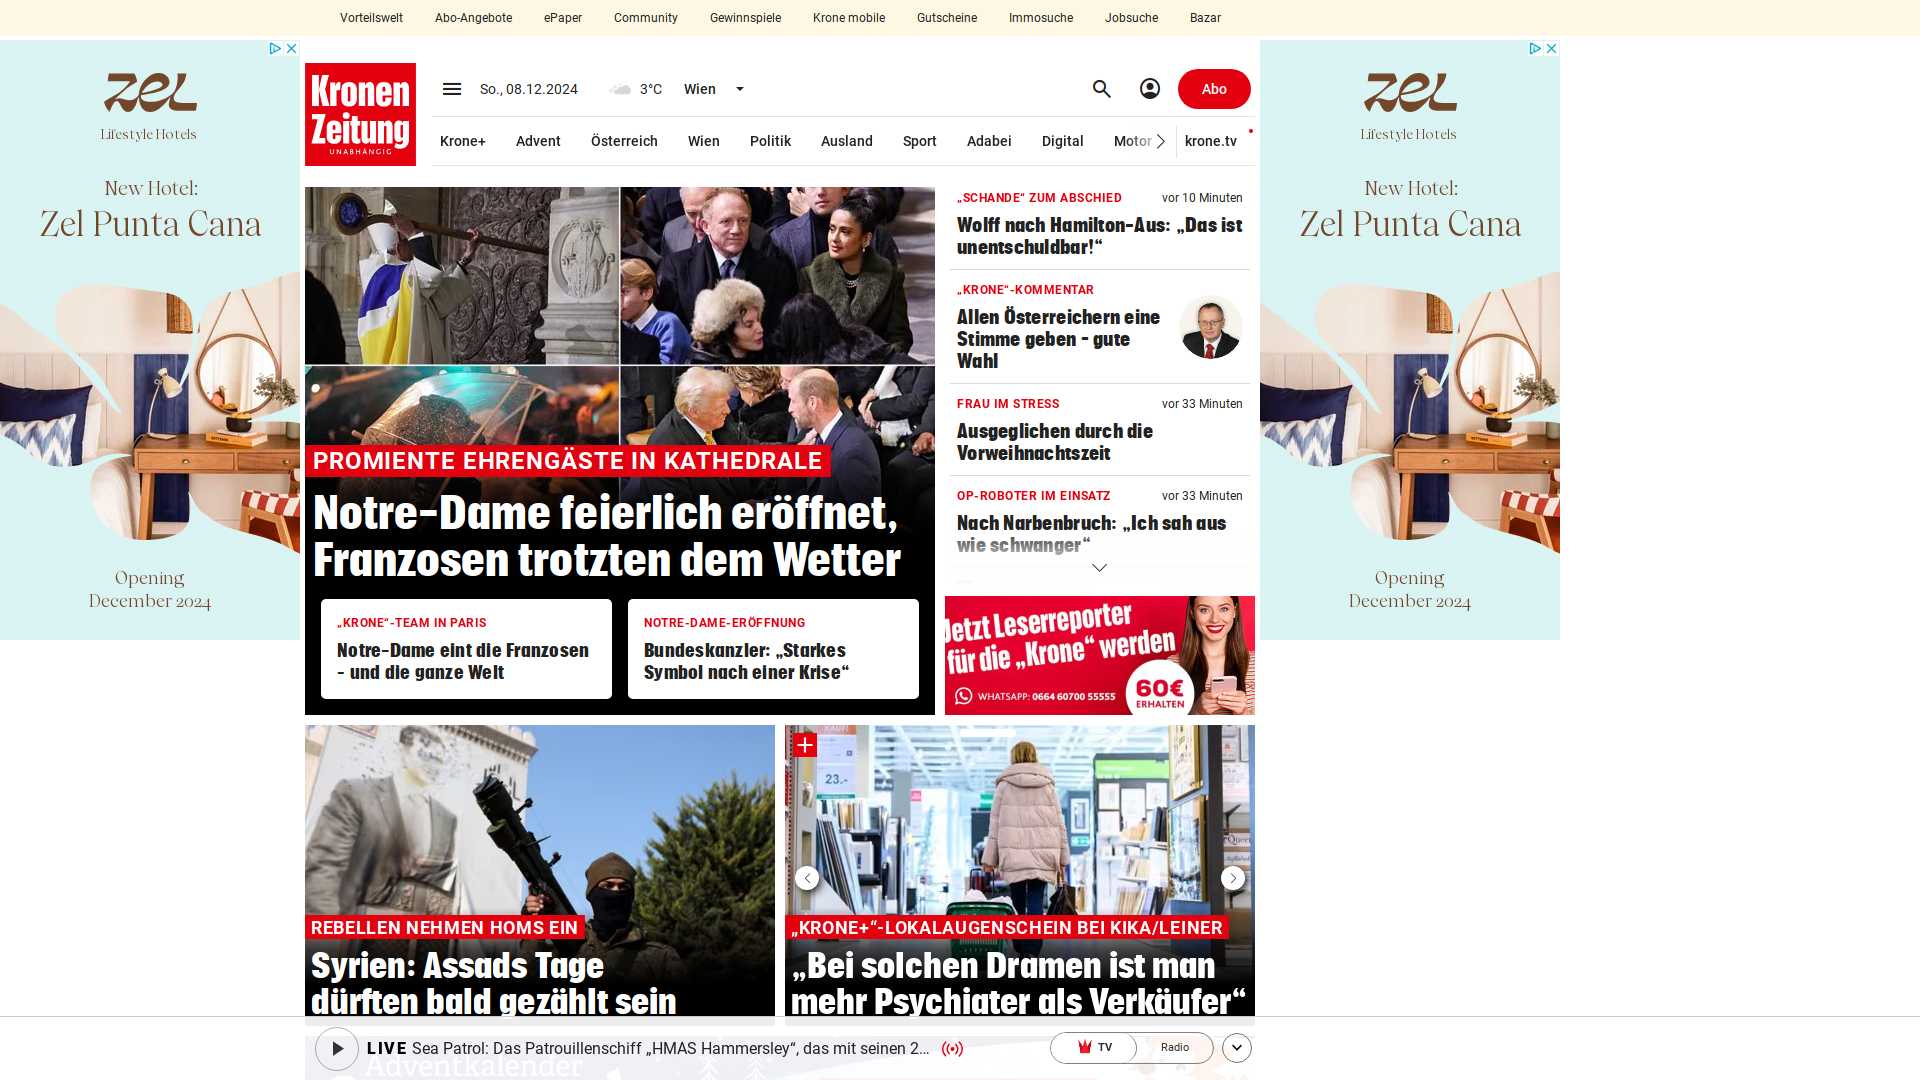 Vorteilswelt Abo-Angebote ePaper Community Gewinnspiele Krone mobile Gutscheine Immosuche Jobsuche Bazar
Kronen
Zeitung
UNABHÄNGIG
So., 08.12.2024 3°C Wien
Abo
Krone+ Advent Österreich Wien Politik Ausland Sport Adabei Digital Motor krone.tv
zel
Lifestyle Hotels
New Hotel:
Zel Punta Cana
Opening
December 2024
PROMIENTE EHRENGÄSTE IN KATHEDRALE
Notre-Dame feierlich eröffnet,
Franzosen trotzten dem Wetter
„KRONE“-TEAM IN PARIS
Notre-Dame eint die Franzosen
- und die ganze Welt
NOTRE-DAME-ERÖFFNUNG
Bundeskanzler: „Starkes
Symbol nach einer Krise“
„SCHANDE“ ZUM ABSCHIED vor 10 Minuten
Wolff nach Hamilton-Aus: „Das ist
unentschuldbar!“
„KRONE“-KOMMENTAR
Allen Österreichern eine
Stimme geben - gute
Wahl
FRAU IM STRESS vor 33 Minuten
Ausgeglichen durch die
Vorweihnachtszeit
OP-ROBOTER IM EINSATZ vor 33 Minuten
Nach Narbenbruch: „Ich sah aus
wie schwanger“
Jetzt Leserreporter
für die „Krone“ werden
WHATSAPP: 0664 60700 55555
60€
ERHALTEN
zel
Lifestyle Hotels
New Hotel:
Zel Punta Cana
Opening
December 2024
REBELLEN NEHMEN HOMS EIN
Syrien: Assads Tage
dürften bald gezählt sein
23.-
„KRONE+“-LOKALAUGENSCHEIN BEI KIKA/LEINER
„Bei solchen Dramen ist man
mehr Psychiater als Verkäufer“
LIVE Sea Patrol: Das Patrouillenschiff „HMAS Hammersley“, das mit seinen 2...
TV Radio
Adventkalender